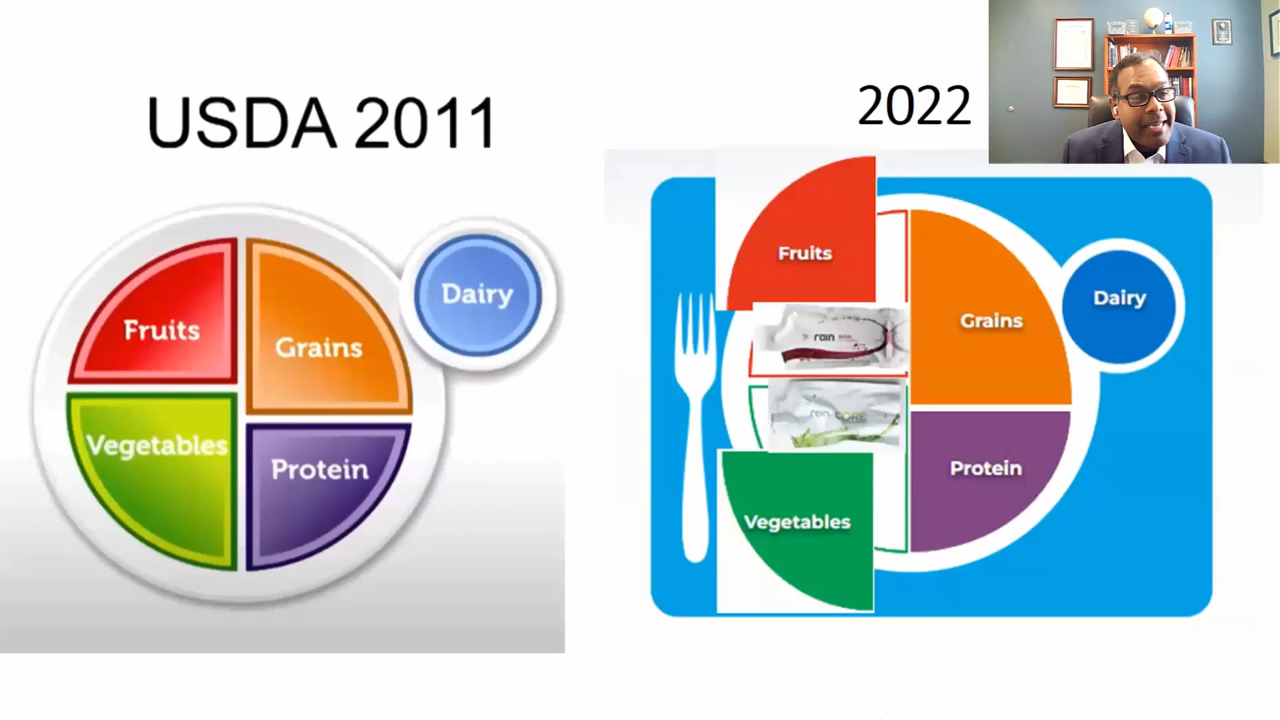 USDA 2011
Fruits
Grains
Dairy
Vegetables
Protein
2022
Fruits
Grains
Dairy
rain
rain CORE
Protein
Vegetables